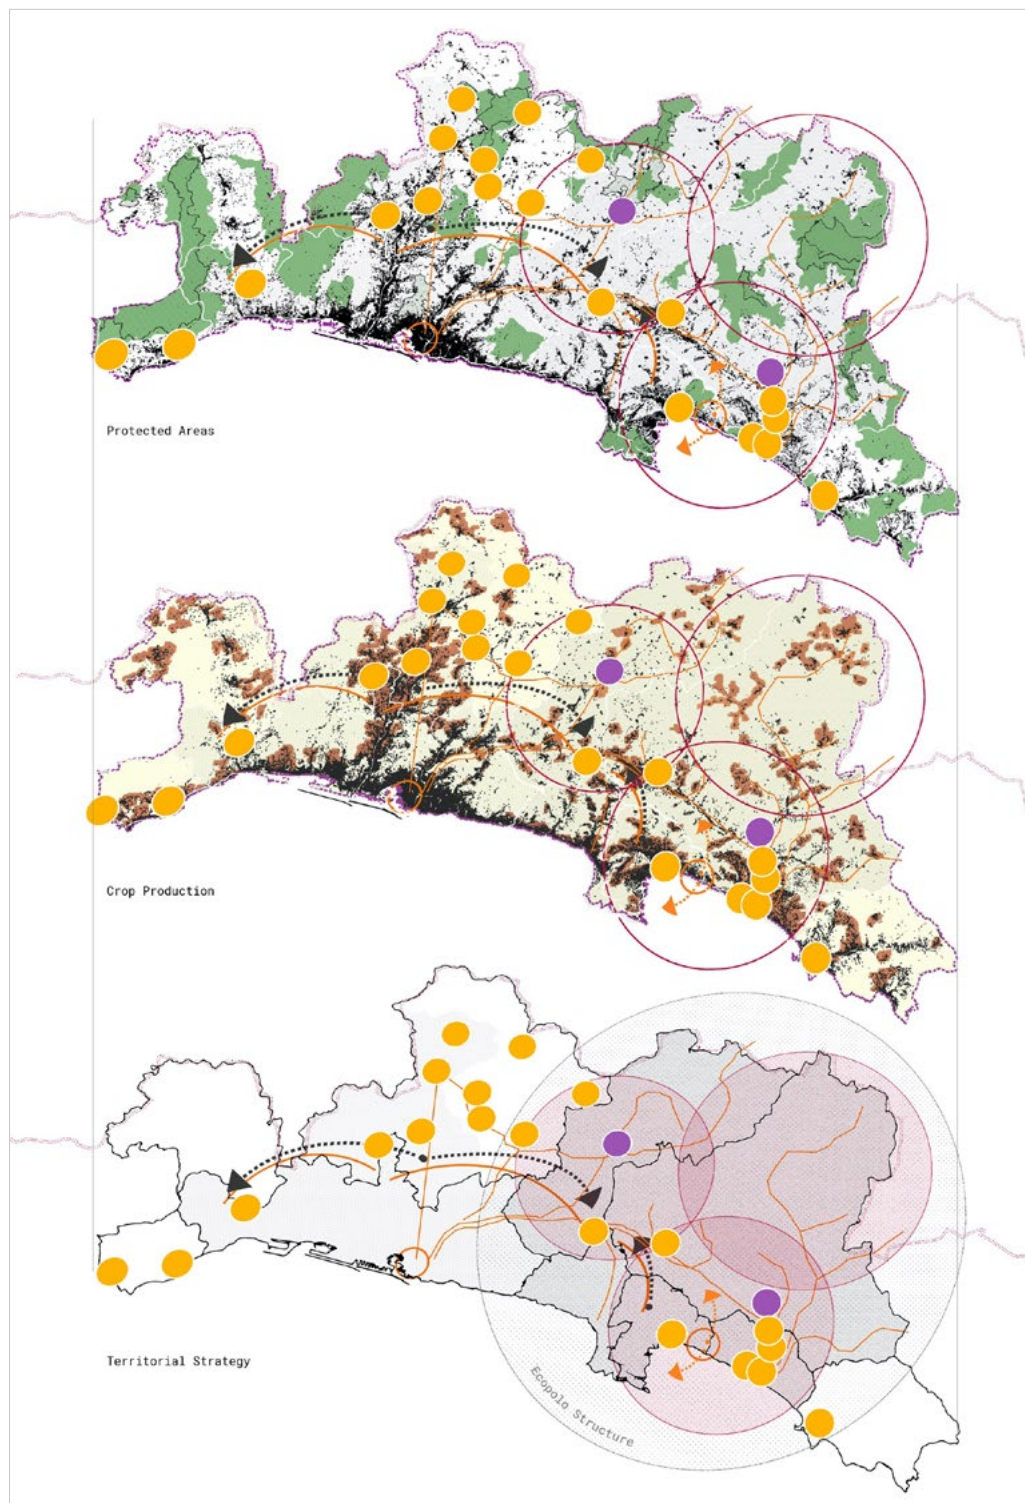 Protected Areas
Crop Production
Territorial Strategy
Ecopolo Structure